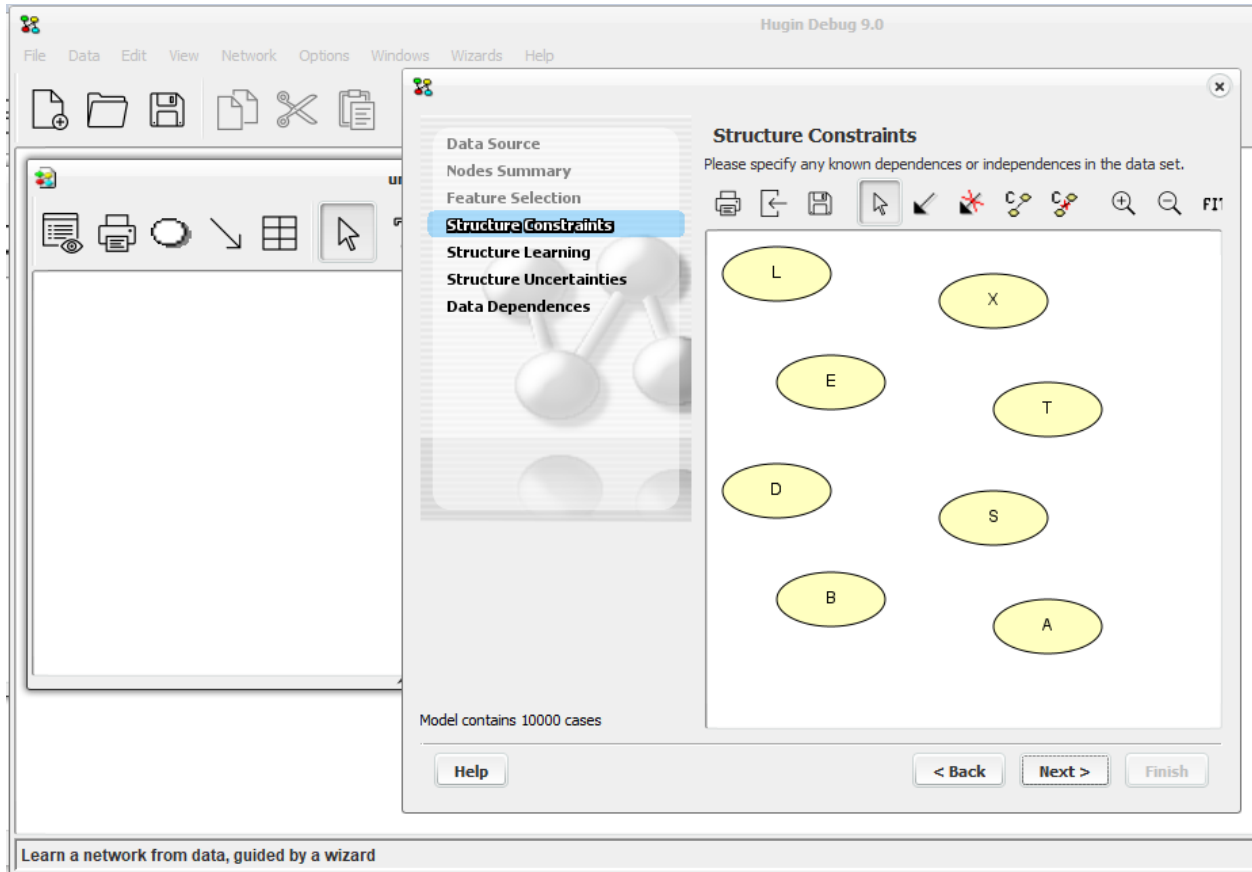 Hugin Debug 9.0
File Data Edit View Network Options Windows Wizards Help
Data Source
Nodes Summary
Feature Selection
Structure Constraints
Structure Learning
Structure Uncertainties
Data Dependences
Structure Constraints
Please specify any known dependences or independences in the data set.
L
X
E
T
D
S
B
A
Model contains 10000 cases
Help
< Back
Next >
Finish
Learn a network from data, guided by a wizard